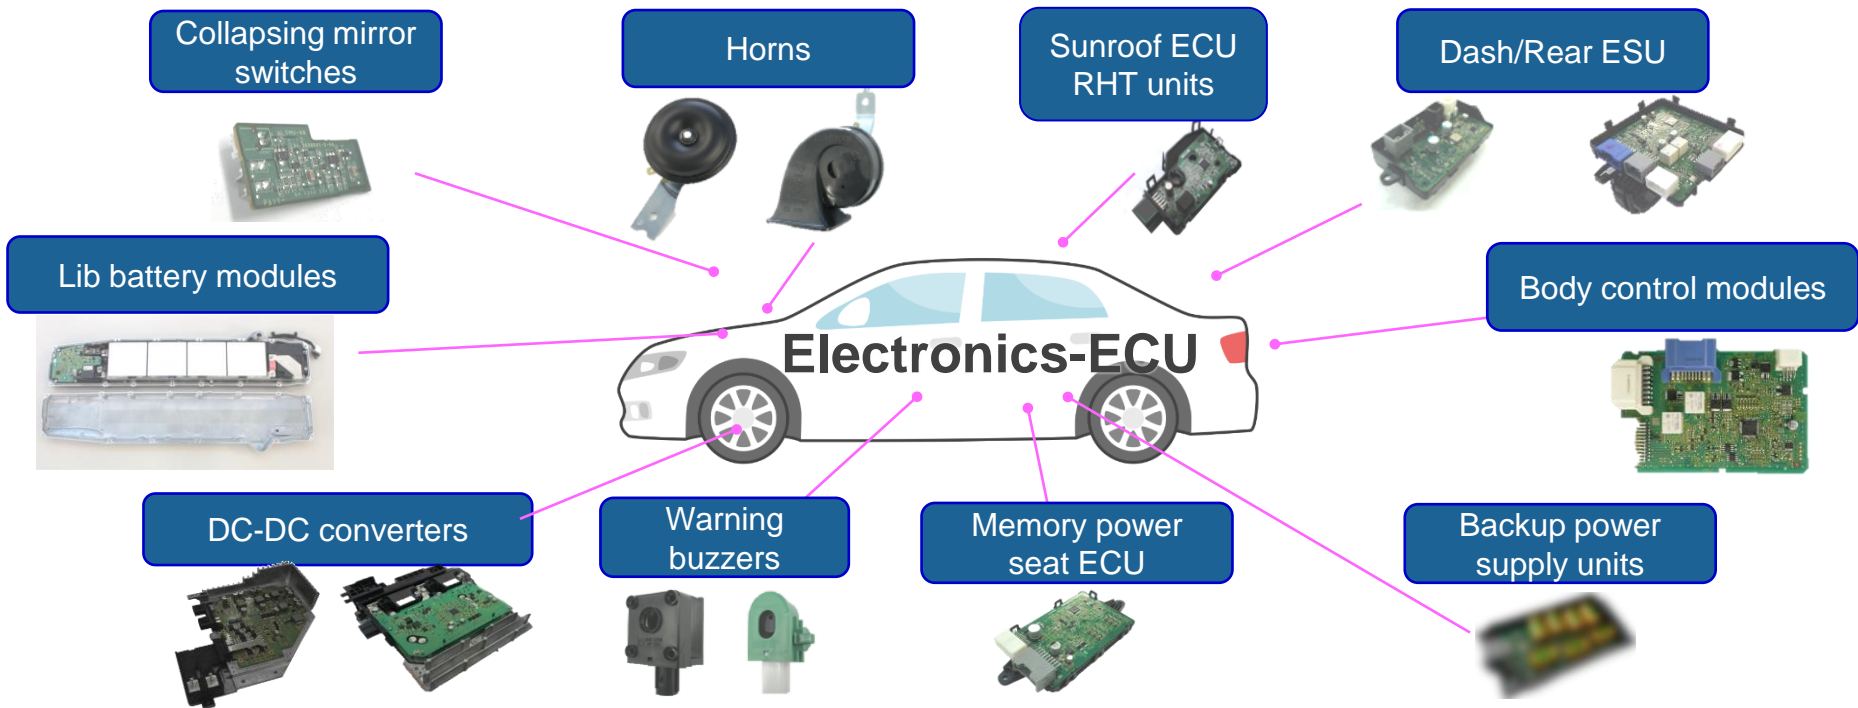 Collapsing mirror
switches
Horns
Sunroof ECU
RHT units
Dash/Rear ESU
Lib battery modules
Body control modules
Electronics-ECU
DC-DC converters
Warning
buzzers
Memory power
seat ECU
Backup power
supply units